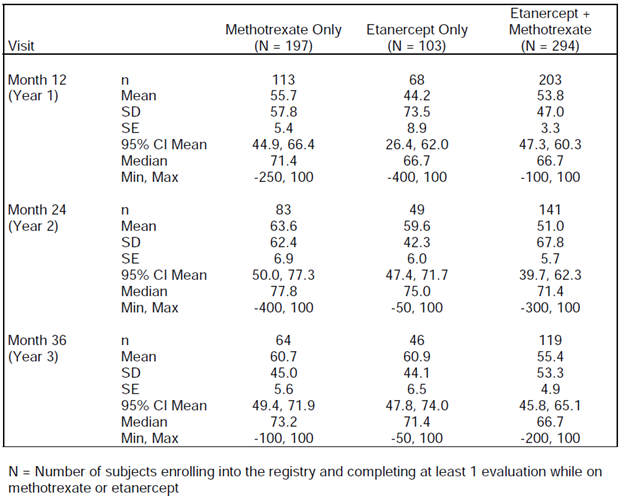 Visit Methotrexate Only (N = 197) Etanercept Only (N = 103) Etanercept + Methotrexate (N = 294)
Month 12 (Year 1) n 113 68 203
Mean 55.7 44.2 53.8
SD 57.8 73.5 47.0
SE 5.4 8.9 3.3
95% CI Mean 44.9, 66.4 26.4, 62.0 47.3, 60.3
Median 71.4 66.7 66.7
Min, Max -250, 100 -400, 100 -100, 100
Month 24 (Year 2) n 83 49 141
Mean 63.6 59.6 51.0
SD 62.4 42.3 67.8
SE 6.9 6.0 5.7
95% CI Mean 50.0, 77.3 47.4, 71.7 39.7, 62.3
Median 77.8 75.0 71.4
Min, Max -400, 100 -50, 100 -300, 100
Month 36 (Year 3) n 64 46 119
Mean 60.7 60.9 55.4
SD 45.0 44.1 53.3
SE 5.6 6.5 4.9
95% CI Mean 49.4, 71.9 47.8, 74.0 45.8, 65.1
Median 73.2 71.4 66.7
Min, Max -100, 100 -50, 100 -200, 100
N = Number of subjects enrolling into the registry and completing at least 1 evaluation while on
methotrexate or etanercept